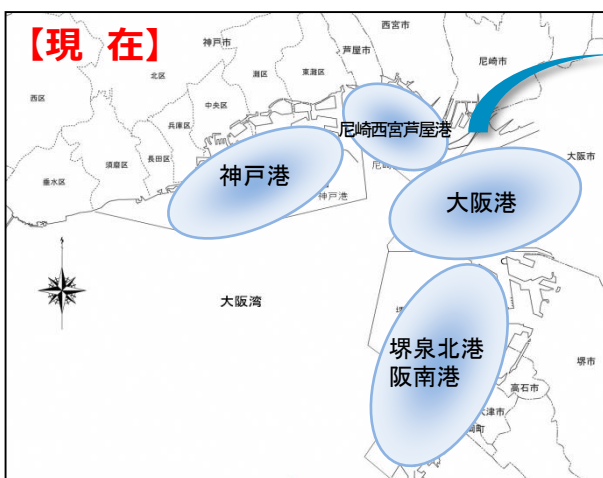 【現 在】
西宮市
芦屋市
神戸市
尼崎市
東灘区
灘区
北区
西区
中央区
兵庫区
尼崎西宮芦屋港
長田区
須磨区
大阪市
垂水区
神戸港
神戸港
大阪港
大阪湾
堺泉北港
阪南港
堺市
高石市